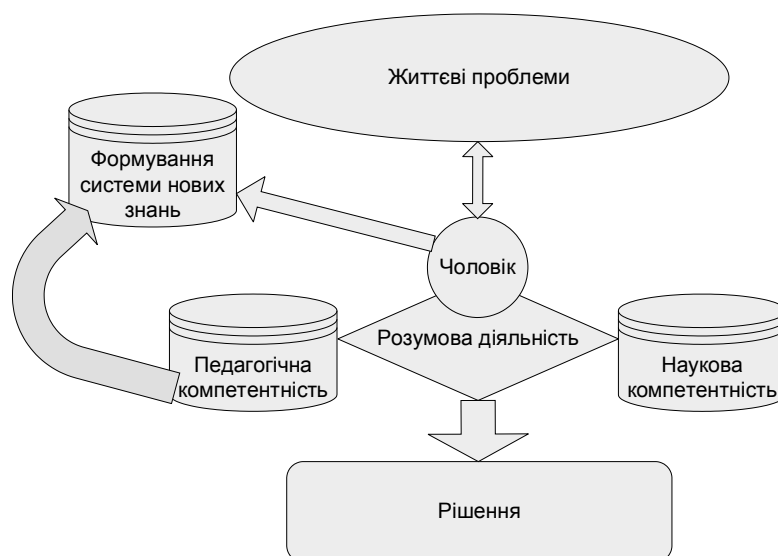 Життєві проблеми
Формування
системи нових
знань
Чоловік
Розумова діяльність
Педагогічна
компетентність
Наукова
компетентність
Рішення